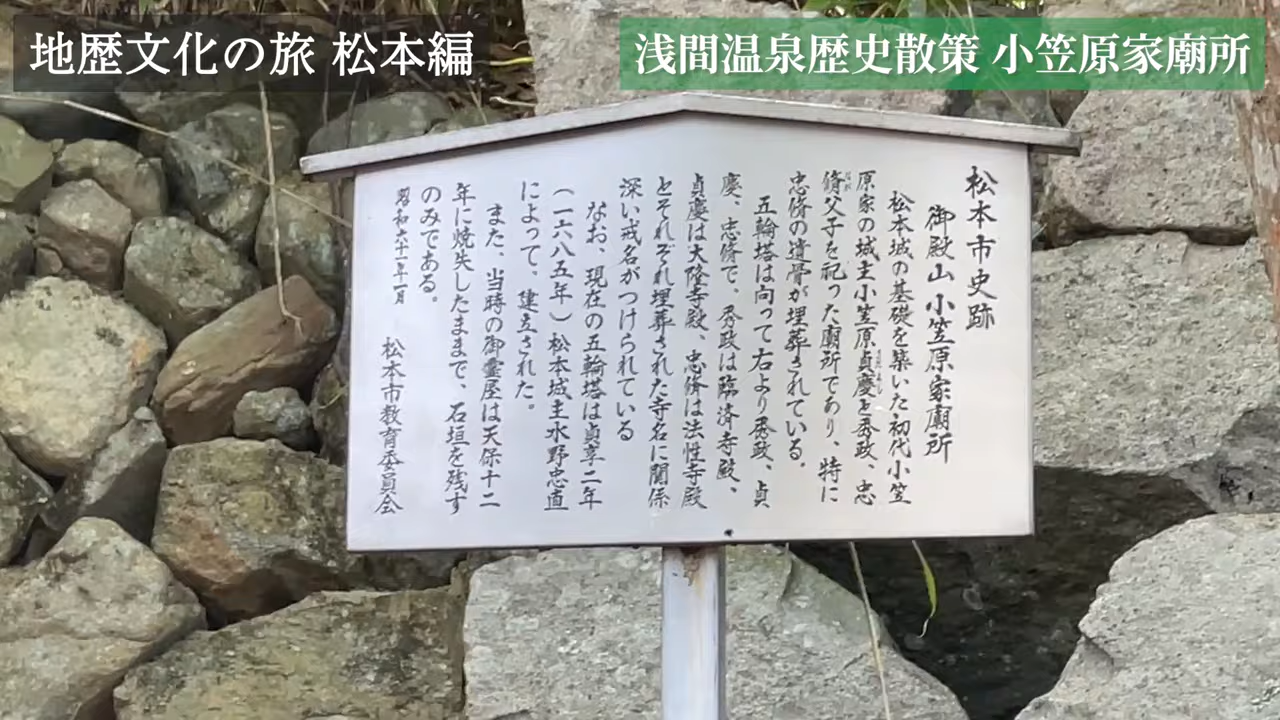 地歴文化の旅 松本編
浅間温泉歴史散策 小笠原家廟所
松本市史跡
御殿山 小笠原家廟所
松本城の基礎を築いた初代小笠
原家の城主小笠原貞慶と秀政、忠
脩父子を祀った廟所であり、特に
忠脩の遺骨が埋葬されている。
五輪塔は向って右より秀政、貞
慶、忠脩で、秀政は臨済寺殿、
貞慶は大隆寺殿、忠脩は法性寺殿
とそれぞれ埋葬された寺名に関係
深い戒名がつけられている
なお、現在の五輪塔は貞享二年
(一六八五年)松本城主水野忠直
によって、建立された。
また、当時の御霊屋は天保十二
年に焼失したままで、石垣を残す
のみである。
松本市教育委員会